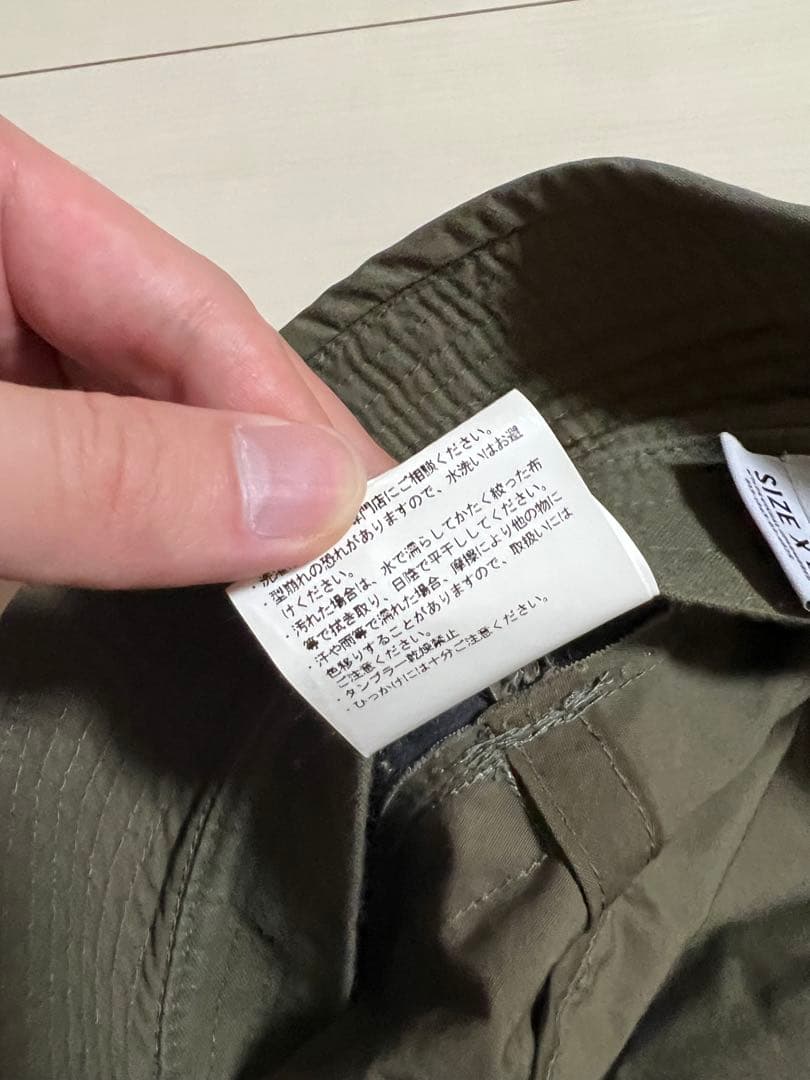 ・洗
門店にご相談ください。
・型崩れの恐れがありますので、水洗いはお避
けください。
・汚れた場合は、水で濡らしてかたく絞った布
等で拭き取り、日陰で平干ししてください。
・汗や雨等で濡れた場合、摩擦により他の物に
色移りすることがありますので、取扱いには
ご注意ください。
・タンブラー乾燥禁止
・ひっかけには十分ご注意ください。
SIZE X